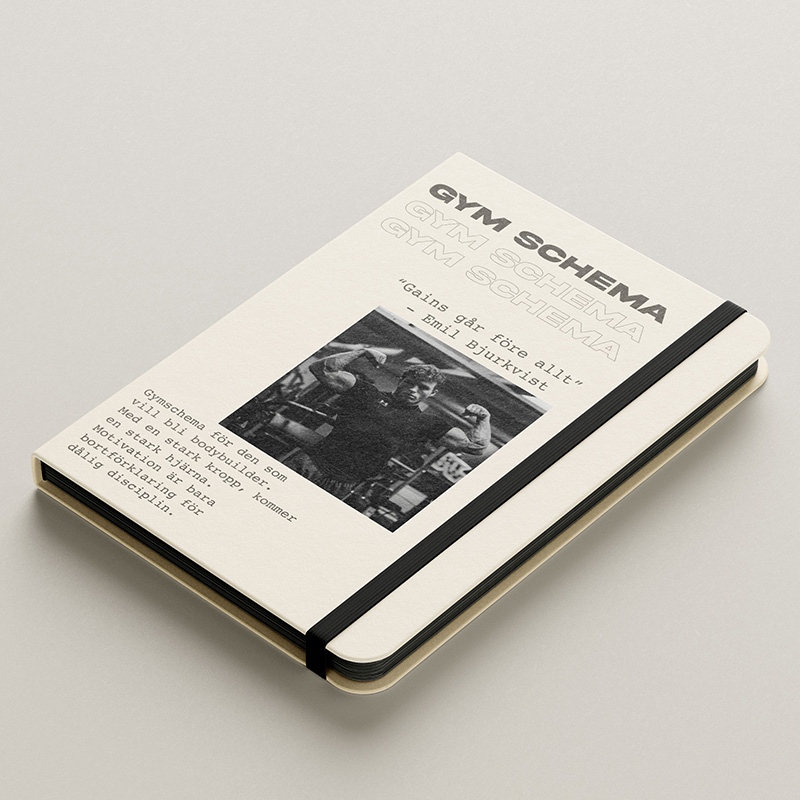 GYM SCHEMA
GYM SCHEMA
GYM SCHEMA
"Gains går före allt"
- Emil Bjurkvist
Gymschema för den som
vill bli bodybuilder.
Med en stark kropp, kommer
en stark hjärna.
Motivation är bara
bortförklaring för
dålig disciplin.